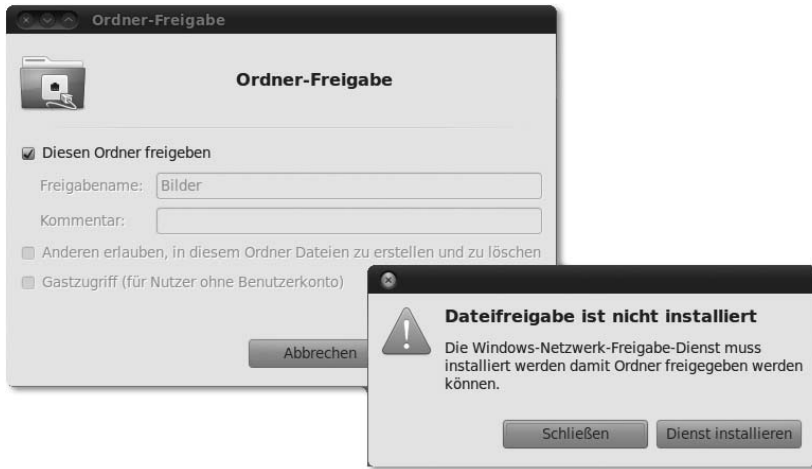 Ordner-Freigabe
Ordner-Freigabe
Diesen Ordner freigeben
Freigabename: Bilder
Kommentar:
Anderen erlauben, in diesem Ordner Dateien zu erstellen und zu löschen
Gastzugriff (für Nutzer ohne Benutzerkonto)
Abbrechen
Dateifreigabe ist nicht installiert
Die Windows-Netzwerk-Freigabe-Dienst muss
installiert werden damit Ordner freigegeben werden
können.
Schließen Dienst installieren